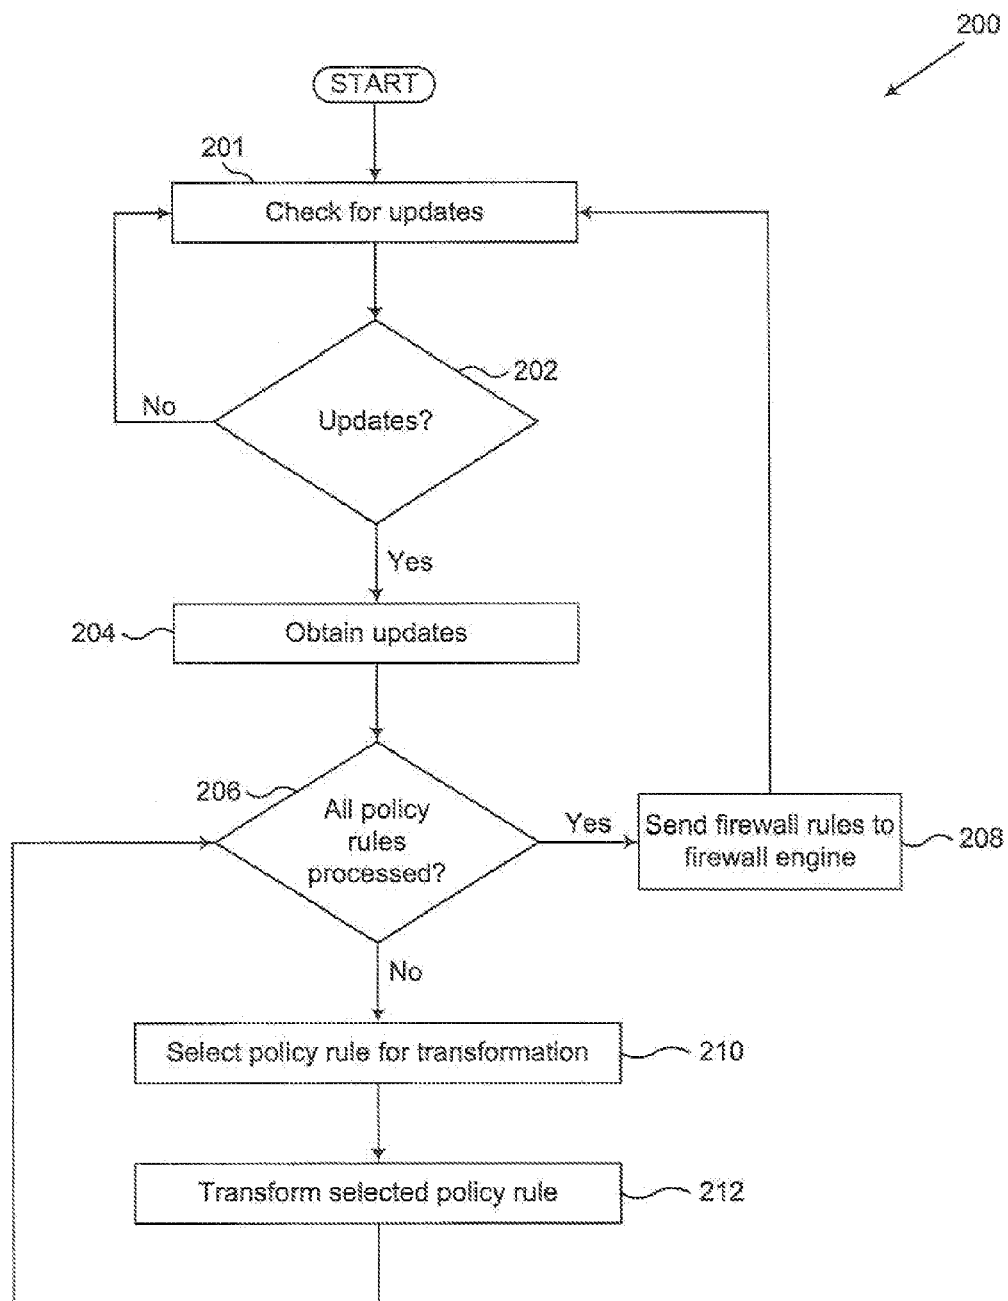 200
START
201
Check for updates
202
No
Updates?
Yes
204
Obtain updates
206
All policy
rules
processed?
Yes
Send firewall rules to
firewall engine
208
No
Select policy rule for transformation
210
Transform selected policy rule
212